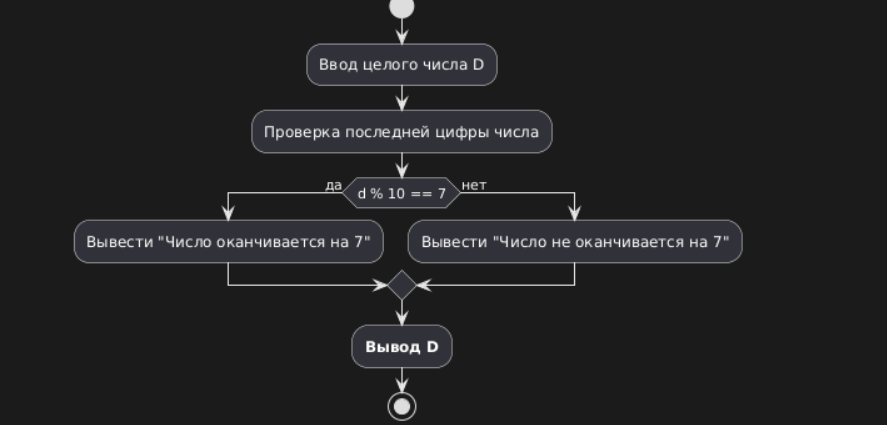 Ввод целого числа D
Проверка последней цифры числа
да
d % 10 == 7
нет
Вывести "Число оканчивается на 7"
Вывести "Число не оканчивается на 7"
Вывод D